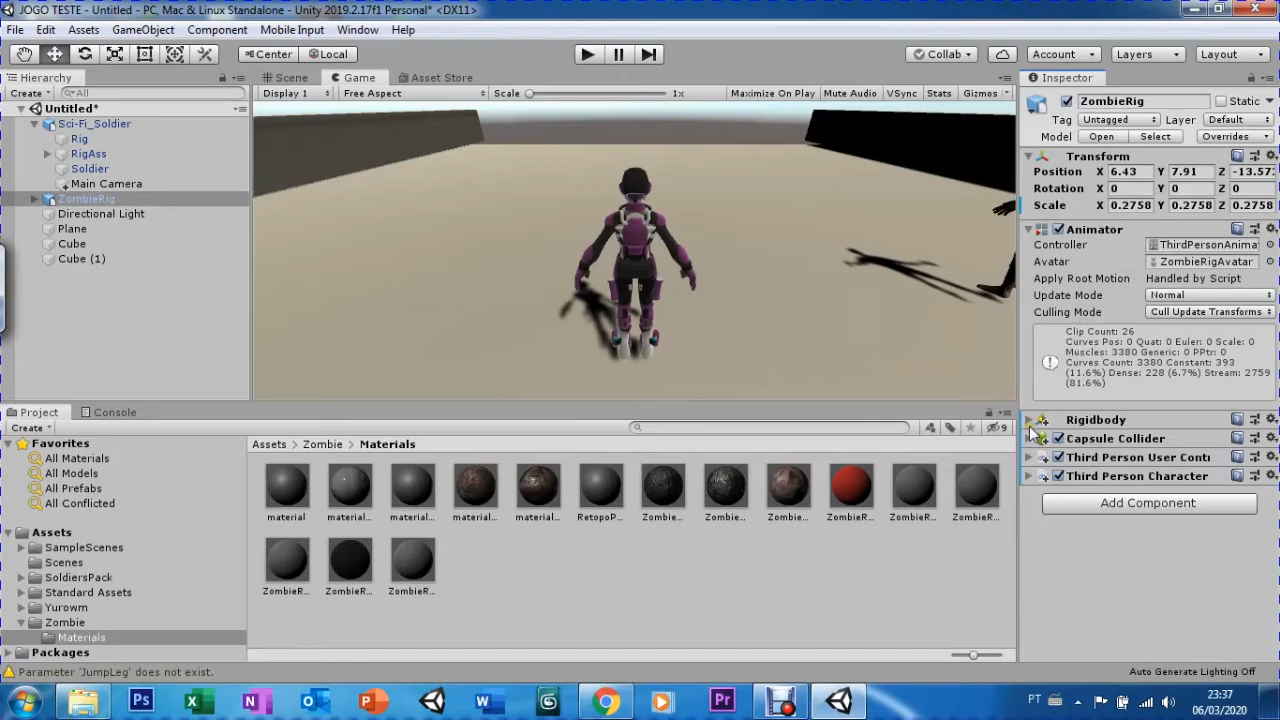 JOGO TESTE - Untitled - PC, Mac & Linux Standalone - Unity 2019.2.17f1 Personal* <DX11>
File Edit Assets GameObject Component Mobile Input Window Help
Center Local Collab Account Layers Layout
Hierarchy
Create All
Untitled*
Sci-Fi_Soldier
Rig
RigAss
Soldier
Main Camera
ZombieRig
Directional Light
Plane
Cube
Cube (1)
Scene Game Asset Store
Display 1 Free Aspect Scale 1x Maximize On Play Mute Audio VSync Stats Gizmos
Inspector
ZombieRig Static
Tag Untagged Layer Default
Model Open Select Overrides
Transform
Position X 6.43 Y 7.91 Z -13.57
Rotation X 0 Y 0 Z 0
Scale X 0.2758 Y 0.2758 Z 0.2758
Animator
Controller ThirdPersonAnima
Avatar ZombieRigAvatar
Apply Root Motion Handled by Script
Update Mode Normal
Culling Mode Cull Update Transforms
Clip Count: 26
Curves Pos: 0 Quat: 0 Euler: 0 Scale: 0
Muscles: 3380 Generic: 0 PPtr: 0
Curves Count: 3380 Constant: 393
(11.6%) Dense: 228 (6.7%) Stream: 2759
(81.6%)
Rigidbody
Capsule Collider
Third Person User Conti
Third Person Character
Add Component
Project Console
Create 9
Favorites
All Materials
All Models
All Prefabs
All Conflicted
Assets
SampleScenes
Scenes
SoldiersPack
Standard Assets
Yurowm
Zombie
Materials
Packages
Assets Zombie Materials
material material... material... material... material... RetopoP... Zombie... Zombie... Zombie... ZombieR... ZombieR... ZombieR...
ZombieR... ZombieR... ZombieR...
Parameter 'JumpLeg' does not exist.
Auto Generate Lighting Off
Ps X N O P W Pr
PT
23:37
06/03/2020